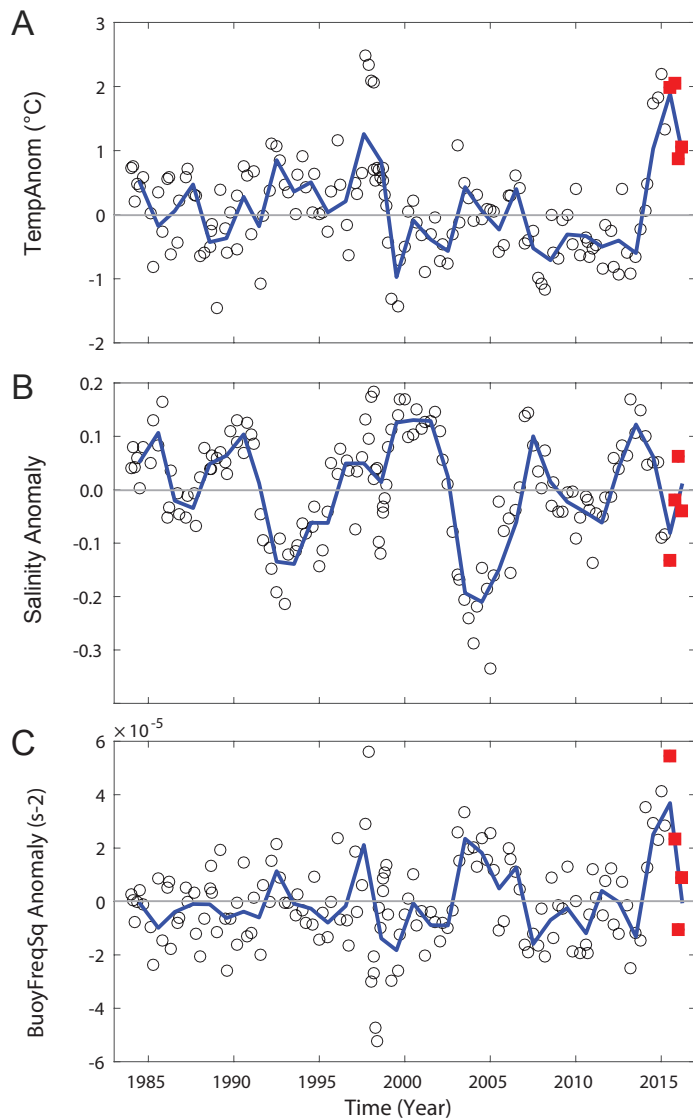 A
TempAnom (°C)
3
2
1
0
-1
-2
B
Salinity Anomaly
0.2
0.1
0.0
-0.1
-0.2
-0.3
C
× 10-5
BuoyFreqSq Anomaly (s-2)
6
4
2
0
-2
-4
-6
1985 1990 1995 2000 2005 2010 2015
Time (Year)